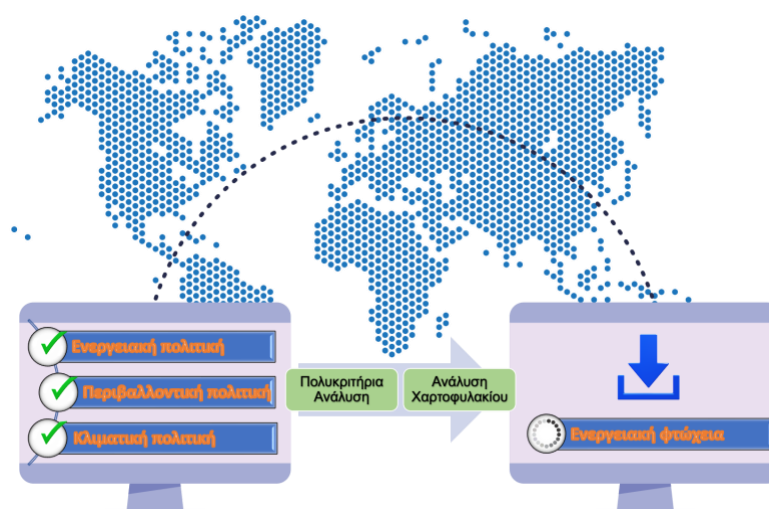 Ενεργειακή πολιτική
Περιβαλλοντική πολιτική
Κλιματική πολιτική
Πολυκριτήρια
Ανάλυση
Ανάλυση
Χαρτοφυλακίου
Ενεργειακή φτώχεια